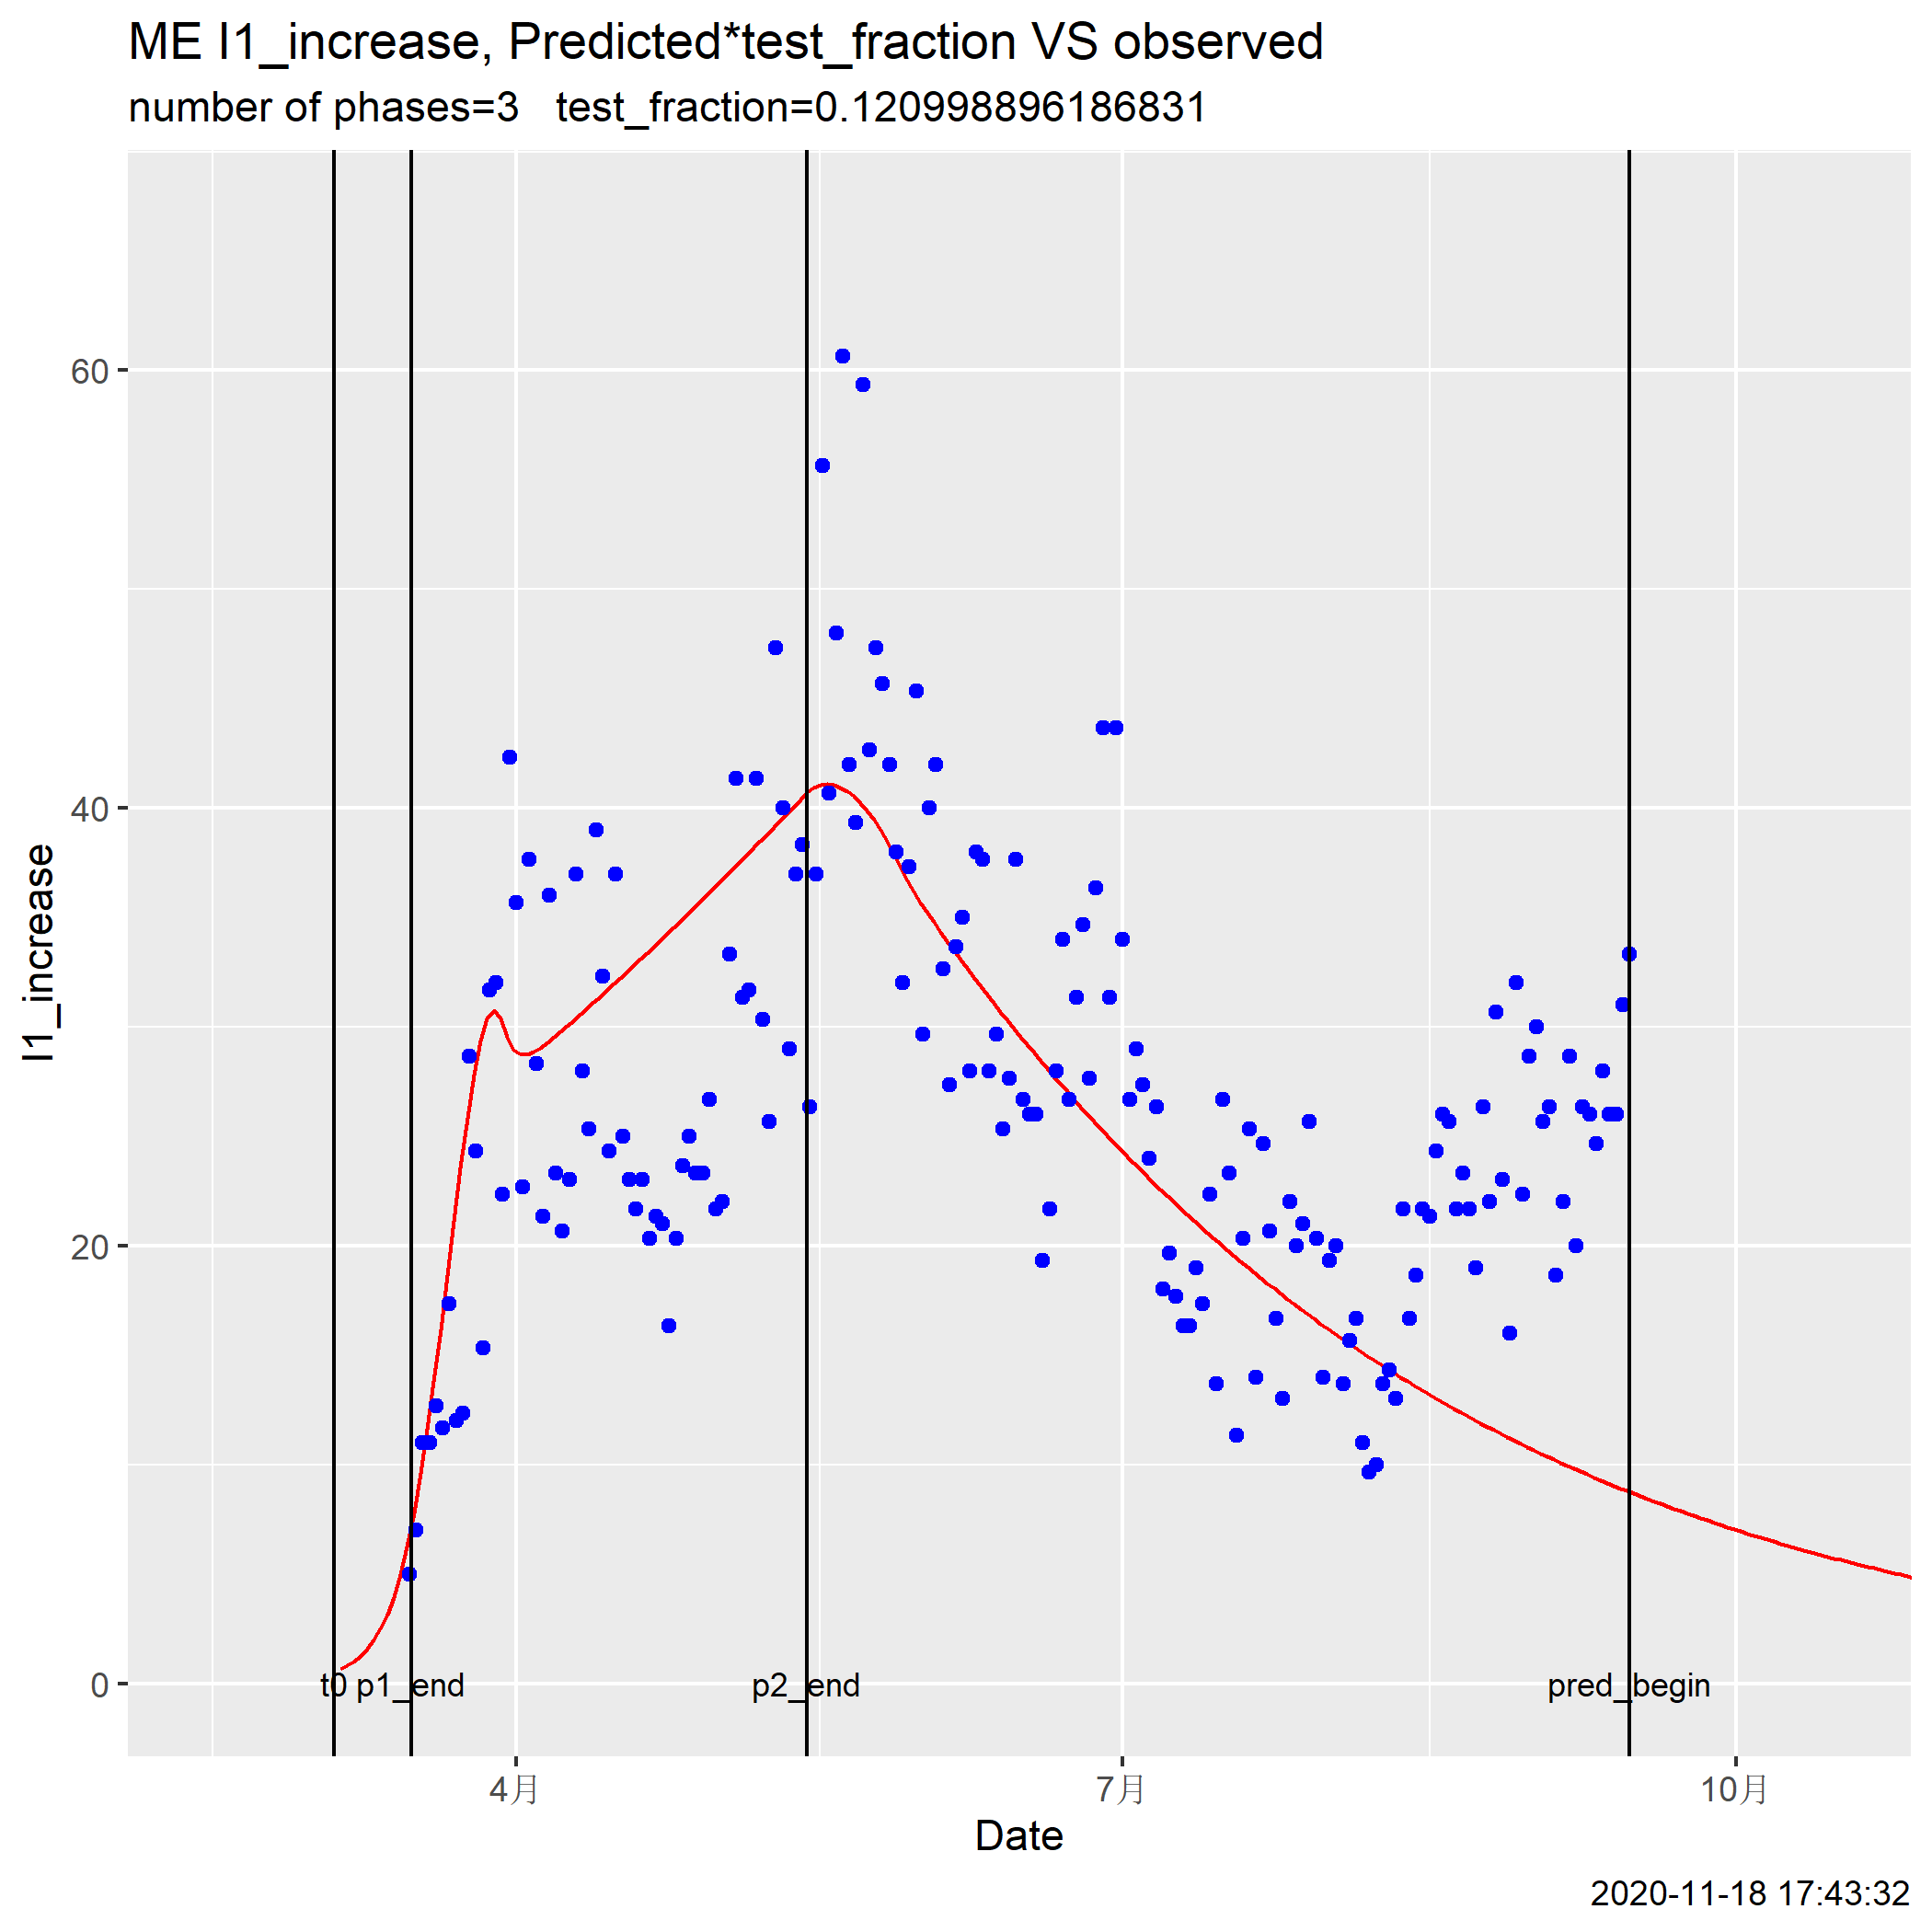 ME I1_increase, Predicted*test_fraction VS observed
number of phases=3   test_fraction=0.120998896186831
I1_increase
60
40
20
0
t0 p1_end p2_end pred_begin
4月 7月 10月
Date
2020-11-18 17:43:32